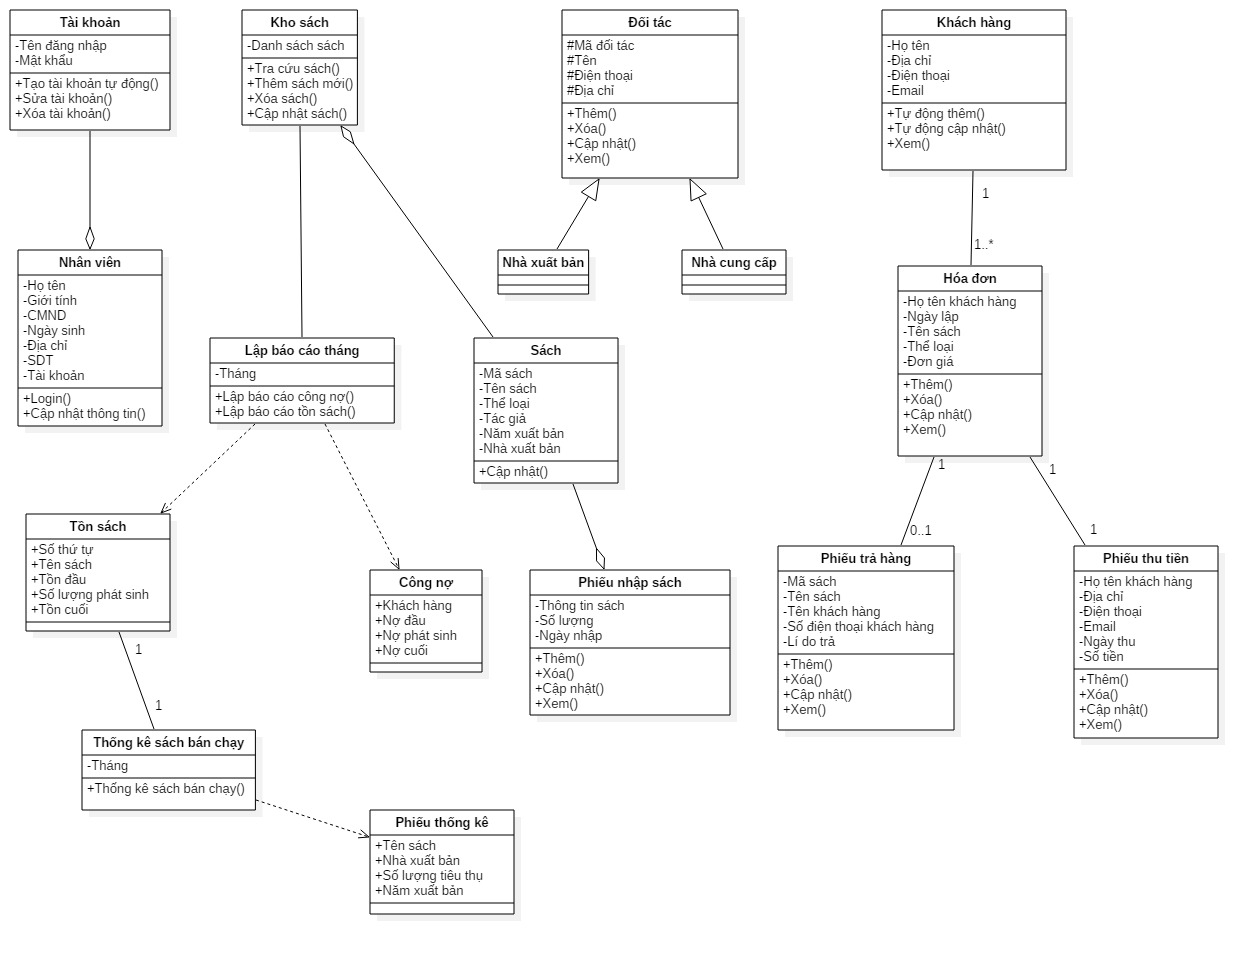 Tài khoản
-Tên đăng nhập
-Mật khẩu
+Tạo tài khoản tự động()
+Sửa tài khoản()
+Xóa tài khoản()
Kho sách
-Danh sách sách
+Tra cứu sách()
+Thêm sách mới()
+Xóa sách()
+Cập nhật sách()
Đối tác
#Mã đối tác
#Tên
#Điện thoại
#Địa chỉ
+Thêm()
+Xóa()
+Cập nhật()
+Xem()
Khách hàng
-Họ tên
-Địa chỉ
-Điện thoại
-Email
+Tự động thêm()
+Tự động cập nhật()
+Xem()
1
1..*
Nhân viên
-Họ tên
-Giới tính
-CMND
-Ngày sinh
-Địa chỉ
-SDT
-Tài khoản
+Login()
+Cập nhật thông tin()
Nhà xuất bản
Nhà cung cấp
Hóa đơn
-Họ tên khách hàng
-Ngày lập
-Tên sách
-Thể loại
-Đơn giá
+Thêm()
+Xóa()
+Cập nhật()
+Xem()
Lập báo cáo tháng
-Tháng
+Lập báo cáo công nợ()
+Lập báo cáo tồn sách()
Sách
-Mã sách
-Tên sách
-Thể loại
-Tác giả
-Năm xuất bản
-Nhà xuất bản
+Cập nhật()
1
0..1
1
1
Tồn sách
+Số thứ tự
+Tên sách
+Tồn đầu
+Số lượng phát sinh
+Tồn cuối
Công nợ
+Khách hàng
+Nợ đầu
+Nợ phát sinh
+Nợ cuối
Phiếu nhập sách
-Thông tin sách
-Số lượng
-Ngày nhập
+Thêm()
+Xóa()
+Cập nhật()
+Xem()
Phiếu trả hàng
-Mã sách
-Tên sách
-Tên khách hàng
-Số điện thoại khách hàng
-Lí do trả
+Thêm()
+Xóa()
+Cập nhật()
+Xem()
Phiếu thu tiền
-Họ tên khách hàng
-Địa chỉ
-Điện thoại
-Email
-Ngày thu
-Số tiền
+Thêm()
+Xóa()
+Cập nhật()
+Xem()
1
1
Thống kê sách bán chạy
-Tháng
+Thống kê sách bán chạy()
Phiếu thống kê
+Tên sách
+Nhà xuất bản
+Số lượng tiêu thụ
+Năm xuất bản